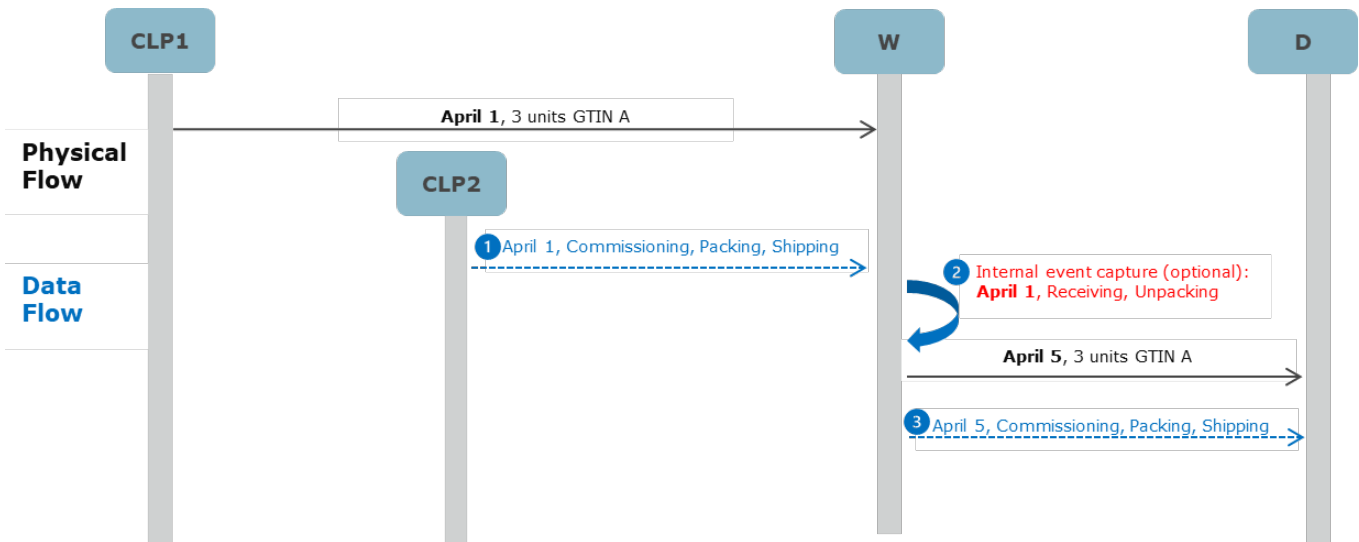 CLP1
W
D
April 1, 3 units GTIN A
Physical
Flow
CLP2
1 April 1, Commissioning, Packing, Shipping
2 Internal event capture (optional):
April 1, Receiving, Unpacking
Data
Flow
April 5, 3 units GTIN A
3 April 5, Commissioning, Packing, Shipping